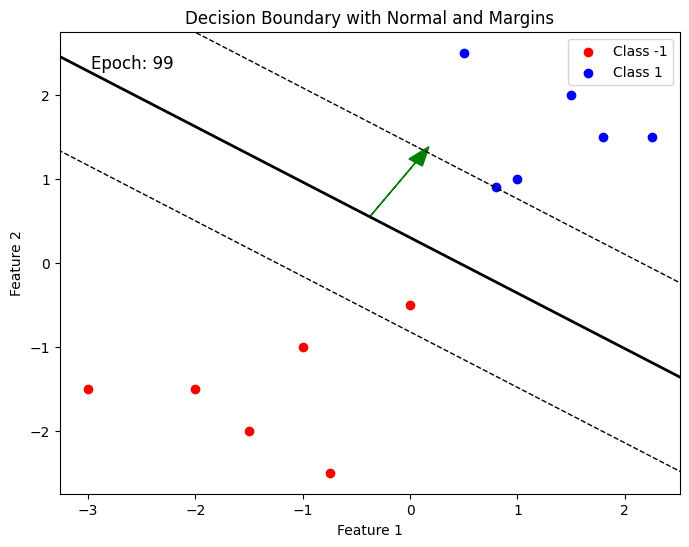 Decision Boundary with Normal and Margins
Epoch: 99
Class -1
Class 1
Feature 2
2
1
0
−1
−2
−3
−2
−1
0
1
2
Feature 1